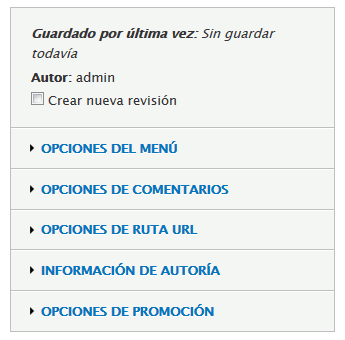 Guardado por última vez: Sin guardar
todavía
Autor: admin
Crear nueva revisión
OPCIONES DEL MENÚ
OPCIONES DE COMENTARIOS
OPCIONES DE RUTA URL
INFORMACIÓN DE AUTORÍA
OPCIONES DE PROMOCIÓN